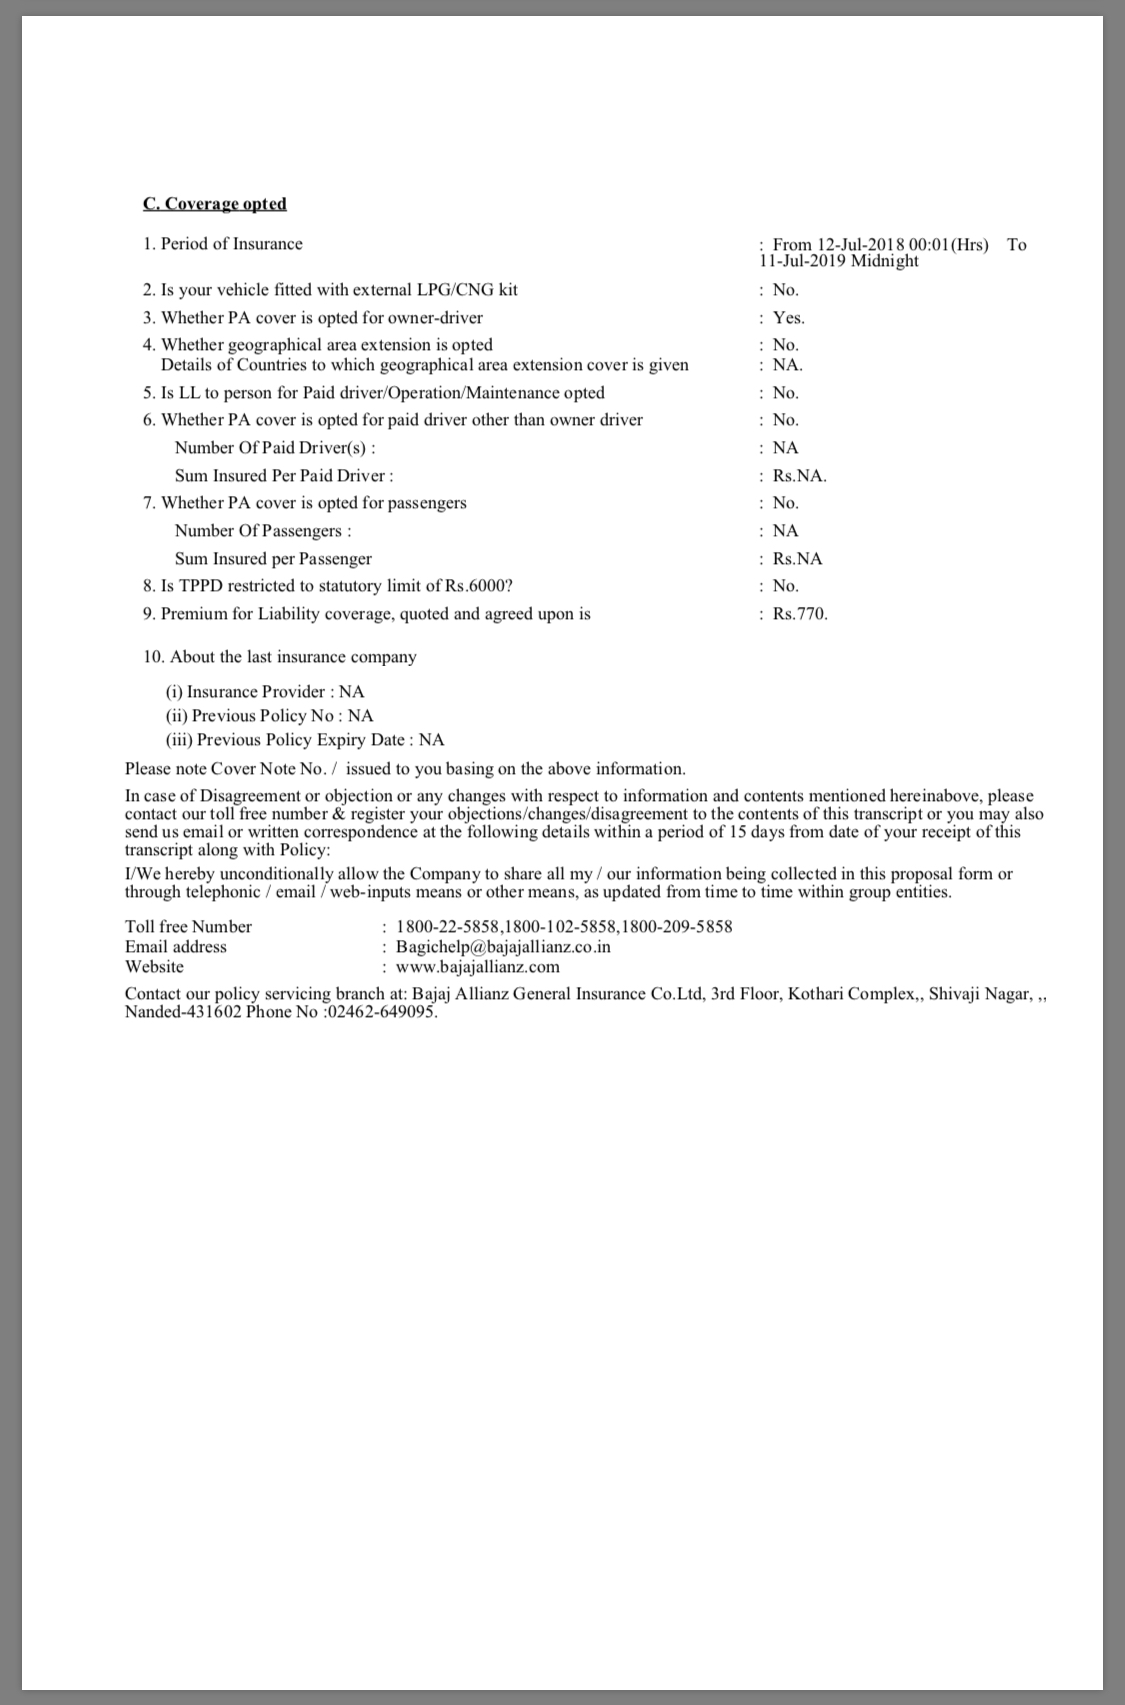 C. Coverage opted
1. Period of Insurance : From 12-Jul-2018 00:01(Hrs) To
11-Jul-2019 Midnight
2. Is your vehicle fitted with external LPG/CNG kit : No.
3. Whether PA cover is opted for owner-driver : Yes.
4. Whether geographical area extension is opted : No.
Details of Countries to which geographical area extension cover is given : NA.
5. Is LL to person for Paid driver/Operation/Maintenance opted : No.
6. Whether PA cover is opted for paid driver other than owner driver : No.
Number Of Paid Driver(s) : : NA
Sum Insured Per Paid Driver : : Rs.NA.
7. Whether PA cover is opted for passengers : No.
Number Of Passengers : : NA
Sum Insured per Passenger : Rs.NA
8. Is TPPD restricted to statutory limit of Rs.6000? : No.
9. Premium for Liability coverage, quoted and agreed upon is : Rs.770.
10. About the last insurance company
(i) Insurance Provider : NA
(ii) Previous Policy No : NA
(iii) Previous Policy Expiry Date : NA
Please note Cover Note No. / issued to you basing on the above information.
In case of Disagreement or objection or any changes with respect to information and contents mentioned hereinabove, please
contact our toll free number & register your objections/changes/disagreement to the contents of this transcript or you may also
send us email or written correspondence at the following details within a period of 15 days from date of your receipt of this
transcript along with Policy:
I/We hereby unconditionally allow the Company to share all my / our information being collected in this proposal form or
through telephonic / email / web-inputs means or other means, as updated from time to time within group entities.
Toll free Number : 1800-22-5858,1800-102-5858,1800-209-5858
Email address : Bagichelp@bajajallianz.co.in
Website : www.bajajallianz.com
Contact our policy servicing branch at: Bajaj Allianz General Insurance Co.Ltd, 3rd Floor, Kothari Complex,, Shivaji Nagar, ,,
Nanded-431602 Phone No :02462-649095.